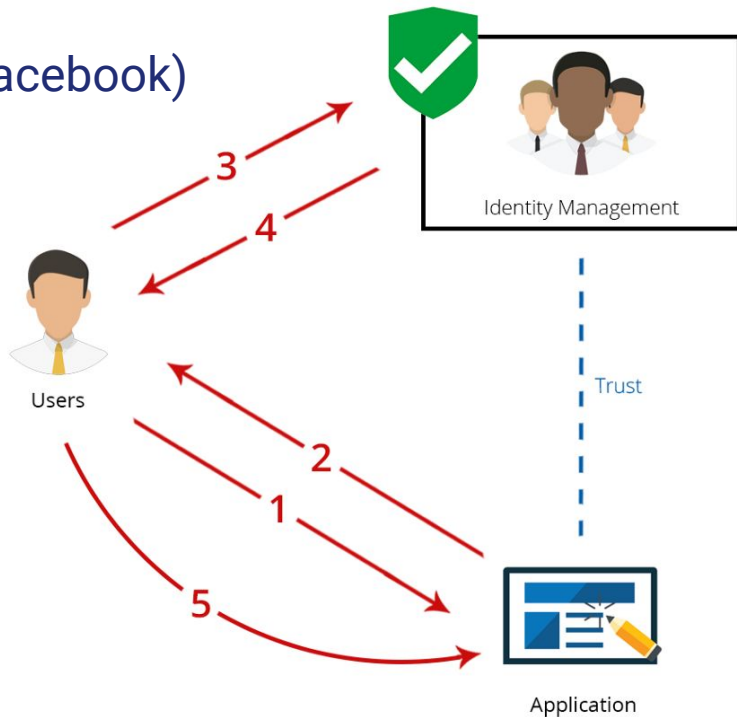 acebook)
3
Identity Management
4
Users
Trust
2
1
5
Application